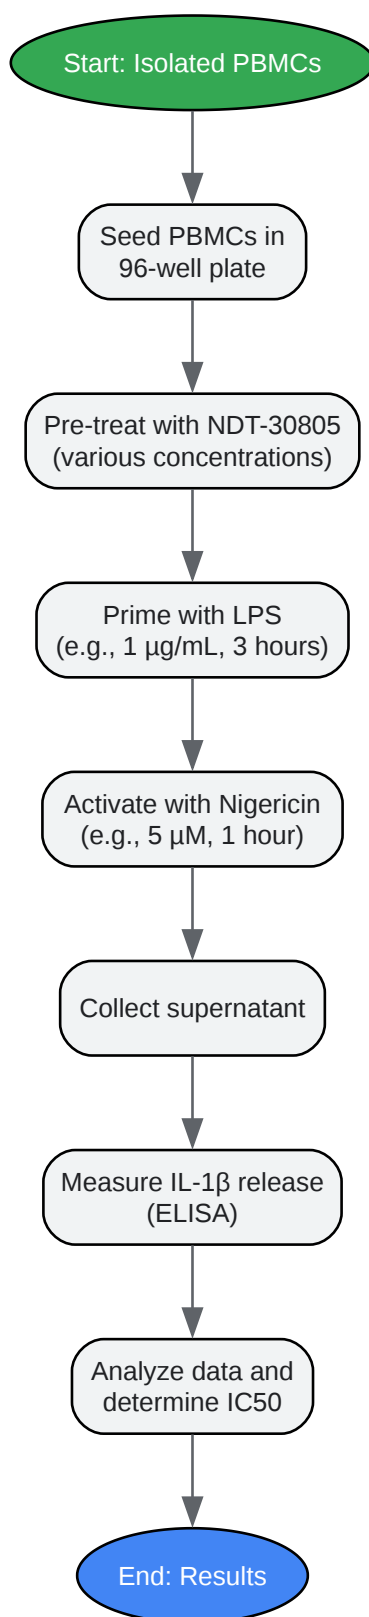 Start: Isolated PBMCs
Seed PBMCs in
96-well plate
Pre-treat with NDT-30805
(various concentrations)
Prime with LPS
(e.g., 1 µg/mL, 3 hours)
Activate with Nigericin
(e.g., 5 µM, 1 hour)
Collect supernatant
Measure IL-1β release
(ELISA)
Analyze data and
determine IC50
End: Results